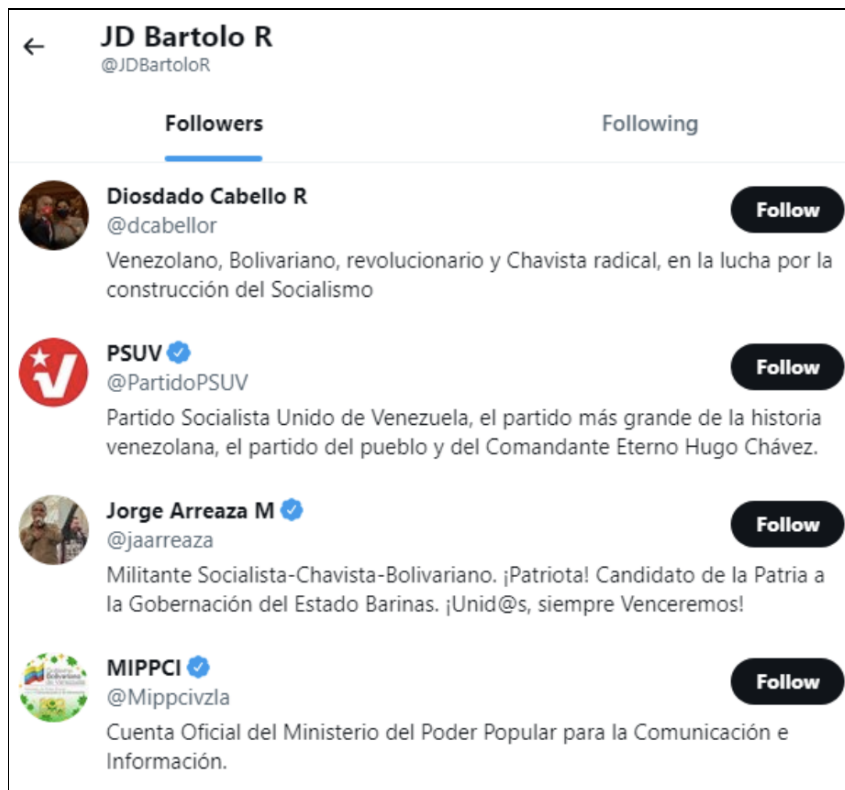 JD Bartolo R
@JDBartoloR
Followers
Following
Diosdado Cabello R
@dcabellor
Follow
Venezolano, Bolivariano, revolucionario y Chavista radical, en la lucha por la
construcción del Socialismo
PSUV
@PartidoPSUV
Follow
Partido Socialista Unido de Venezuela, el partido más grande de la historia
venezolana, el partido del pueblo y del Comandante Eterno Hugo Chávez.
Jorge Arreaza M
@jaarreaza
Follow
Militante Socialista-Chavista-Bolivariano. ¡Patriota! Candidato de la Patria a
la Gobernación del Estado Barinas. ¡Unid@s, siempre Venceremos!
MIPPCI
@Mippcivzla
Follow
Cuenta Oficial del Ministerio del Poder Popular para la Comunicación e
Información.